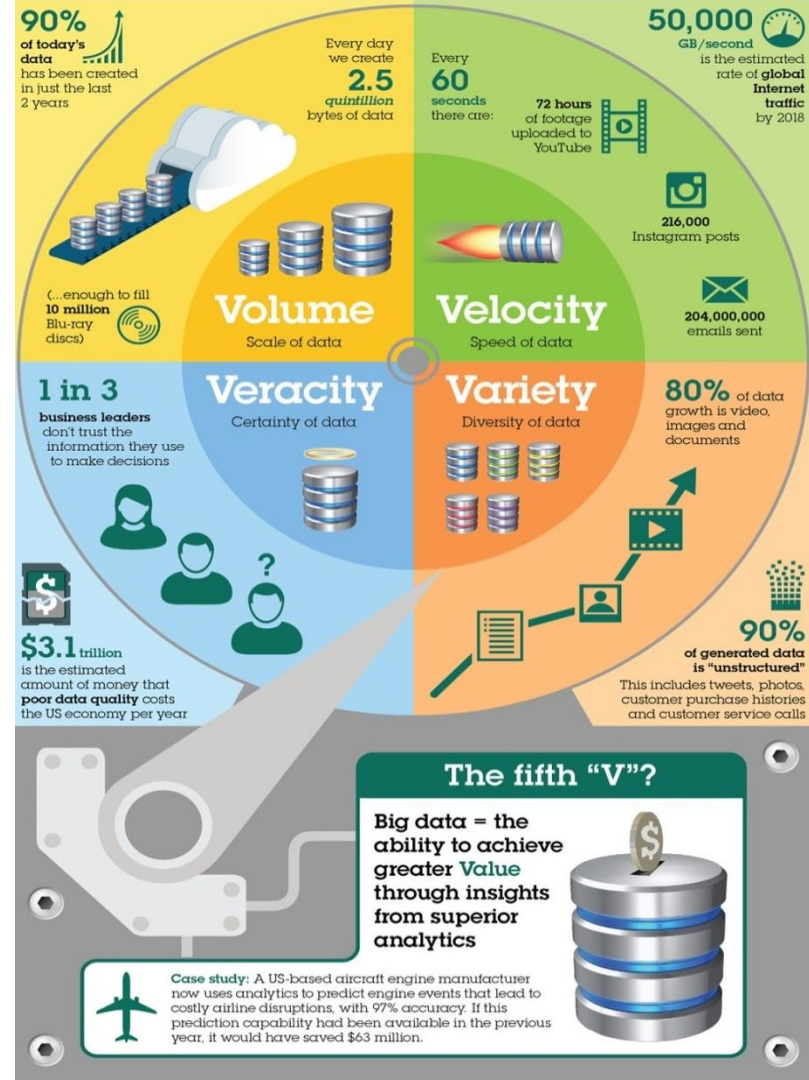 90%
of today's
data
has been created
in just the last
2 years
Every day
we create
2.5
quintillion
bytes of data
(...enough to fill
10 million
Blu-ray
discs)
Volume
Scale of data
Every
60
seconds
there are:
72 hours
of footage
uploaded to
YouTube
50,000
GB/second
is the estimated
rate of global
Internet
traffic
by 2018
216,000
Instagram posts
204,000,000
emails sent
Velocity
Speed of data
1 in 3
business leaders
don't trust the
information they use
to make decisions
Veracity
Certainty of data
?
$
$3.1 trillion
is the estimated
amount of money that
poor data quality costs
the US economy per year
Variety
Diversity of data
80% of data
growth is video,
images and
documents
90%
of generated data
is "unstructured"
This includes tweets, photos,
customer purchase histories
and customer service calls
The fifth "V"?
Big data = the
ability to achieve
greater Value
through insights
from superior
analytics
$
Case study: A US-based aircraft engine manufacturer
now uses analytics to predict engine events that lead to
costly airline disruptions, with 97% accuracy. If this
prediction capability had been available in the previous
year, it would have saved $63 million.